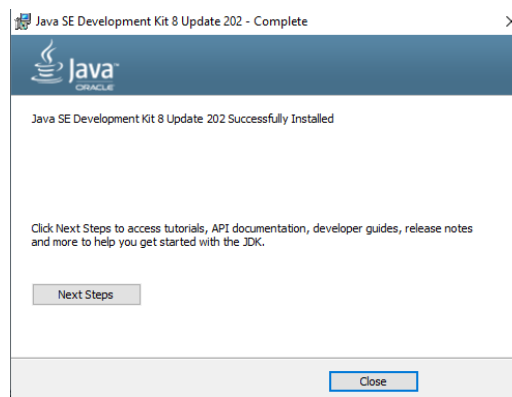 Java SE Development Kit 8 Update 202 - Complete
Java™
ORACLE
Java SE Development Kit 8 Update 202 Successfully Installed
Click Next Steps to access tutorials, API documentation, developer guides, release notes
and more to help you get started with the JDK.
Next Steps
Close